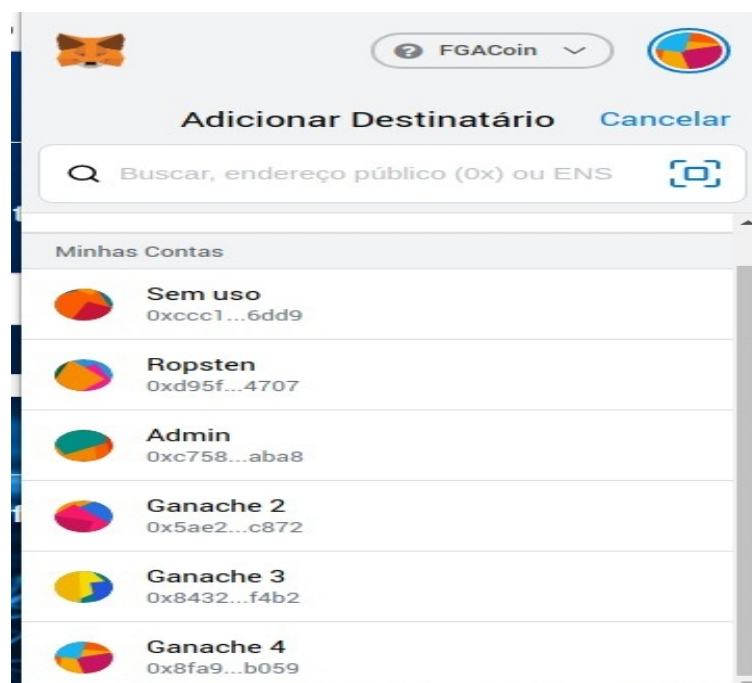 FGACoin
Adicionar Destinatário Cancelar
Buscar, endereço público (0x) ou ENS
Minhas Contas
Sem uso
0xccc1...6dd9
Ropsten
0xd95f...4707
Admin
0xc758...aba8
Ganache 2
0x5ae2...c872
Ganache 3
0x8432...f4b2
Ganache 4
0x8fa9...b059